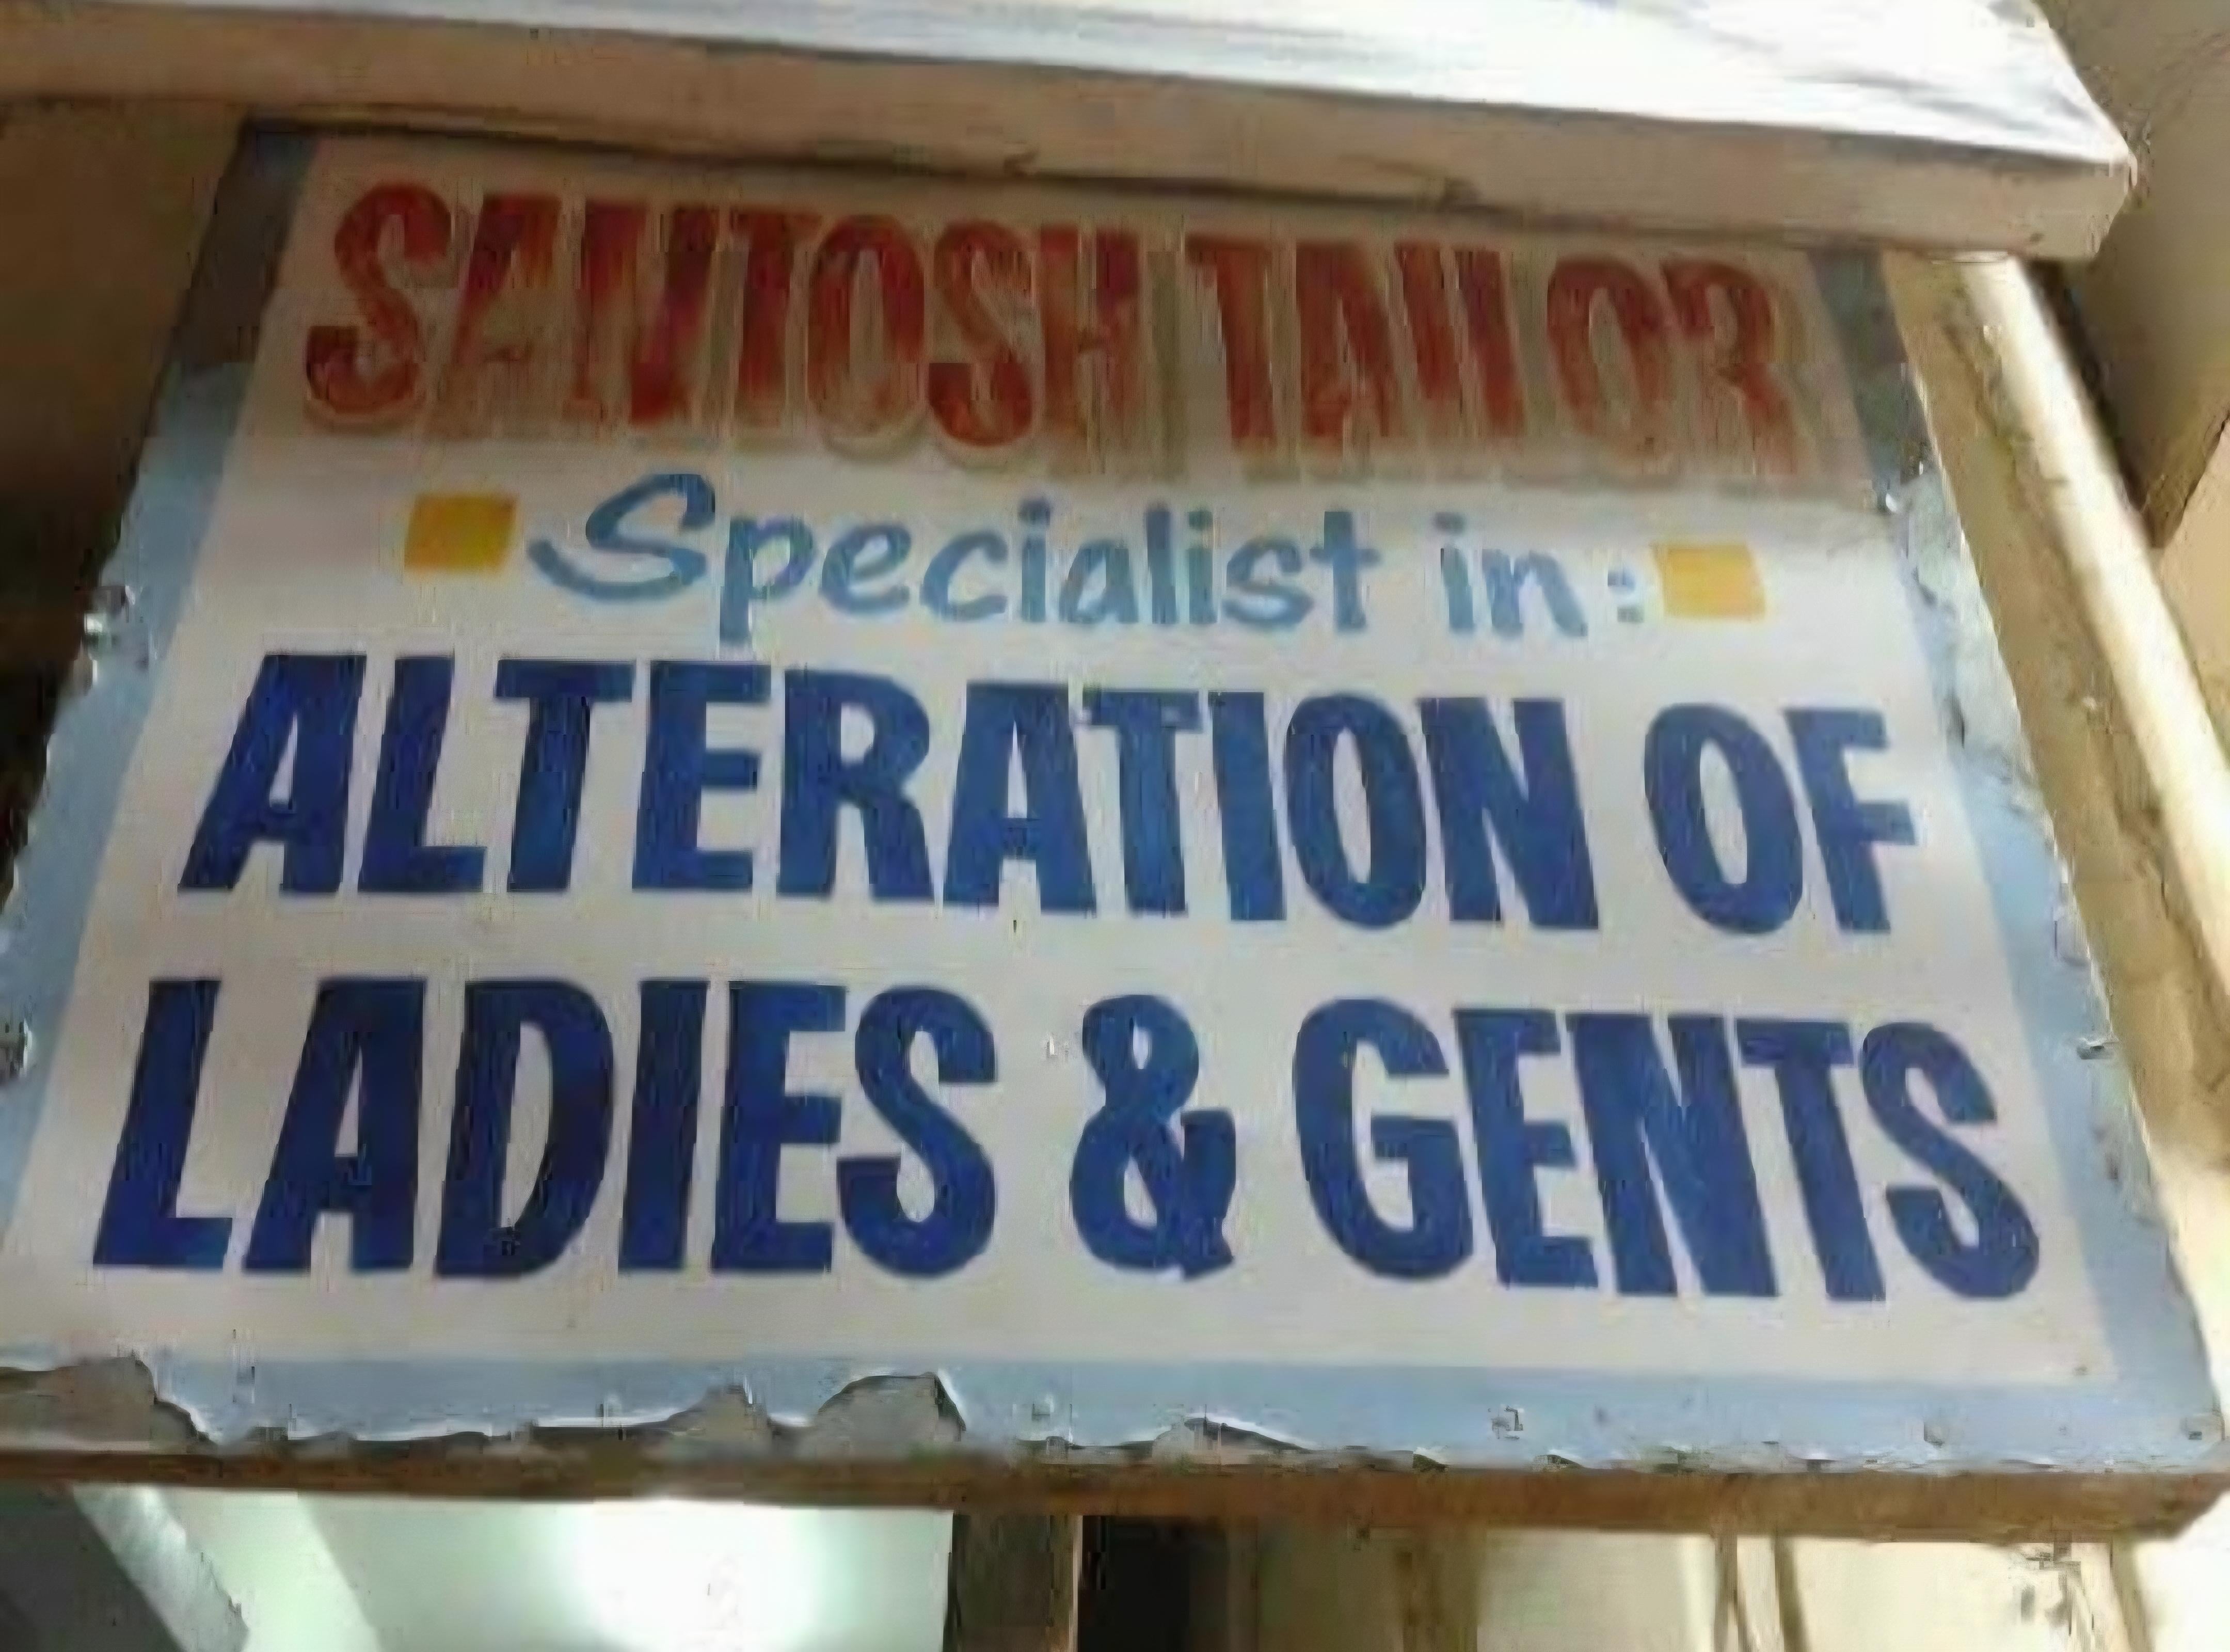 SANTOSH TAILOR
Specialist in:
ALTERATION OF
LADIES & GENTS